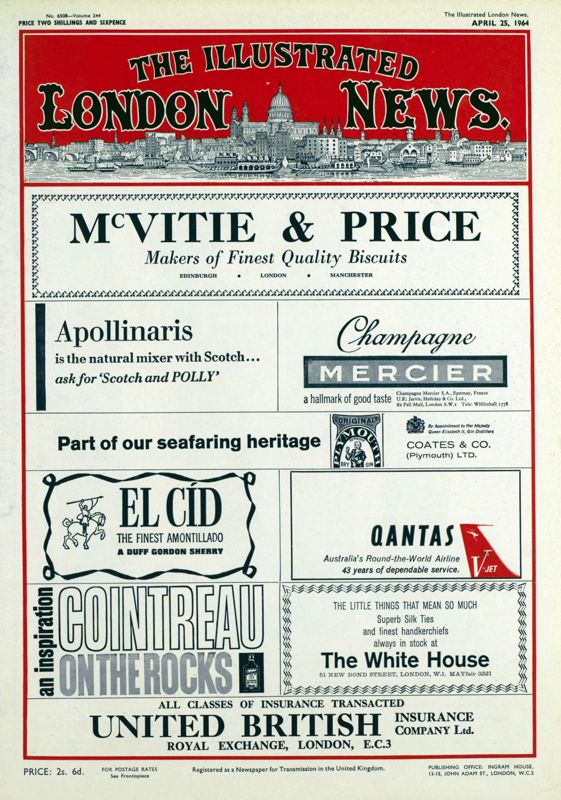 No. 6508—Volume 244
PRICE TWO SHILLINGS AND SIXPENCE
The Illustrated London News,
APRIL 25, 1964
THE ILLUSTRATED
LONDON NEWS.
McVITIE & PRICE
Makers of Finest Quality Biscuits
EDINBURGH • LONDON • MANCHESTER
Apollinaris
is the natural mixer with Scotch...
ask for 'Scotch and POLLY'
Champagne
MERCIER
a hallmark of good taste
Champagne Mercier S.A., Epernay, France
U.K: Jarvis, Halliday & Co. Ltd.,
62 Pall Mall, London S.W.1 Tele: WHItehall 1778
Part of our seafaring heritage
ORIGINAL
PLYMOUTH
DRY GIN
By Appointment to Her Majesty
Queen Elizabeth II, Gin Distillers
COATES & CO.
(Plymouth) LTD.
EL CÍD
THE FINEST AMONTILLADO
A DUFF GORDON SHERRY
QANTAS
Australia's Round-the-World Airline
43 years of dependable service.
V-JET
an inspiration
COINTREAU
ON THE ROCKS
THE LITTLE THINGS THAT MEAN SO MUCH
Superb Silk Ties
and finest handkerchiefs
always in stock at
The White House
51 NEW BOND STREET, LONDON, W.1. MAYfair 3521
ALL CLASSES OF INSURANCE TRANSACTED
UNITED BRITISH INSURANCE COMPANY Ltd.
ROYAL EXCHANGE, LONDON, E.C.3
PRICE: 2s. 6d.
FOR POSTAGE RATES
See Frontispiece
Registered as a Newspaper for Transmission in the United Kingdom.
PUBLISHING OFFICE: INGRAM HOUSE,
13-15, JOHN ADAM ST., LONDON, W.C.2